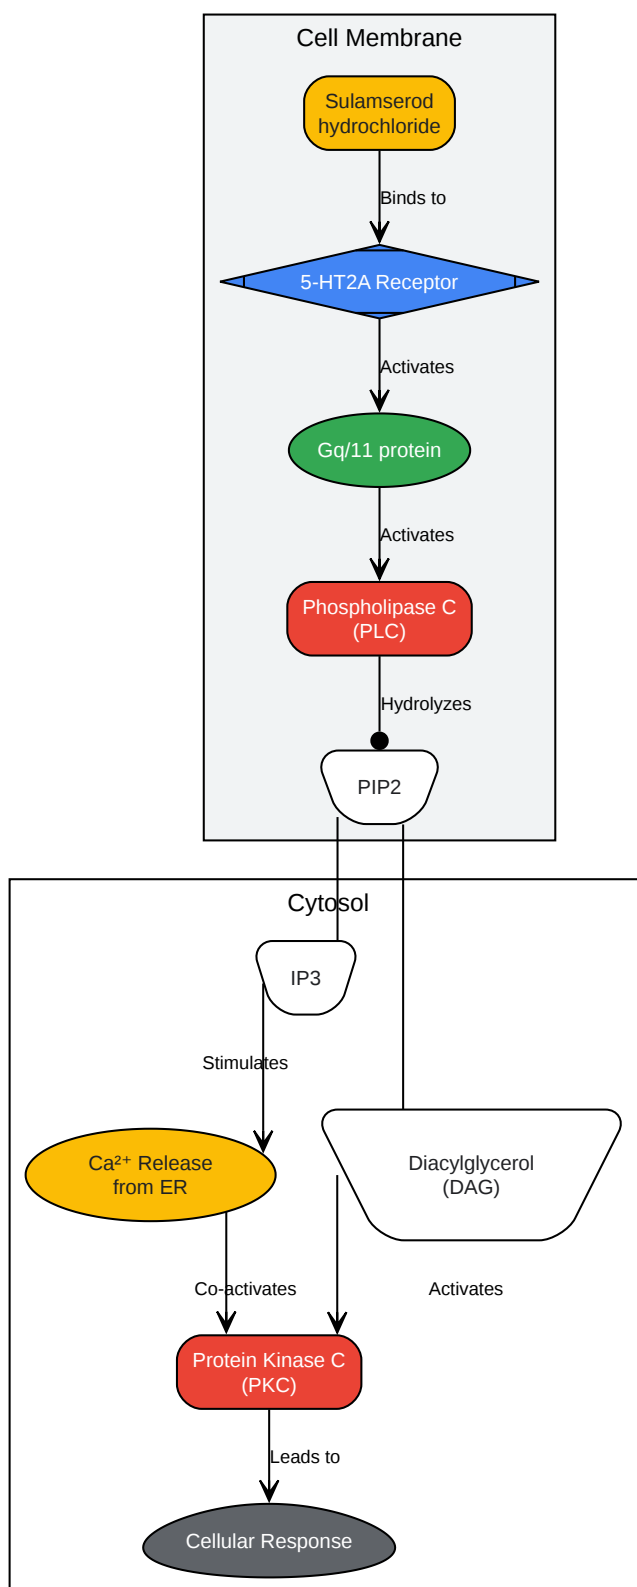 Cell Membrane
Sulamserod
hydrochloride
Binds to
5-HT2A Receptor
Activates
Gq/11 protein
Activates
Phospholipase C
(PLC)
Hydrolyzes
PIP2
Cytosol
IP3
Stimulates
Ca²⁺ Release
from ER
Diacylglycerol
(DAG)
Co-activates
Activates
Protein Kinase C
(PKC)
Leads to
Cellular Response